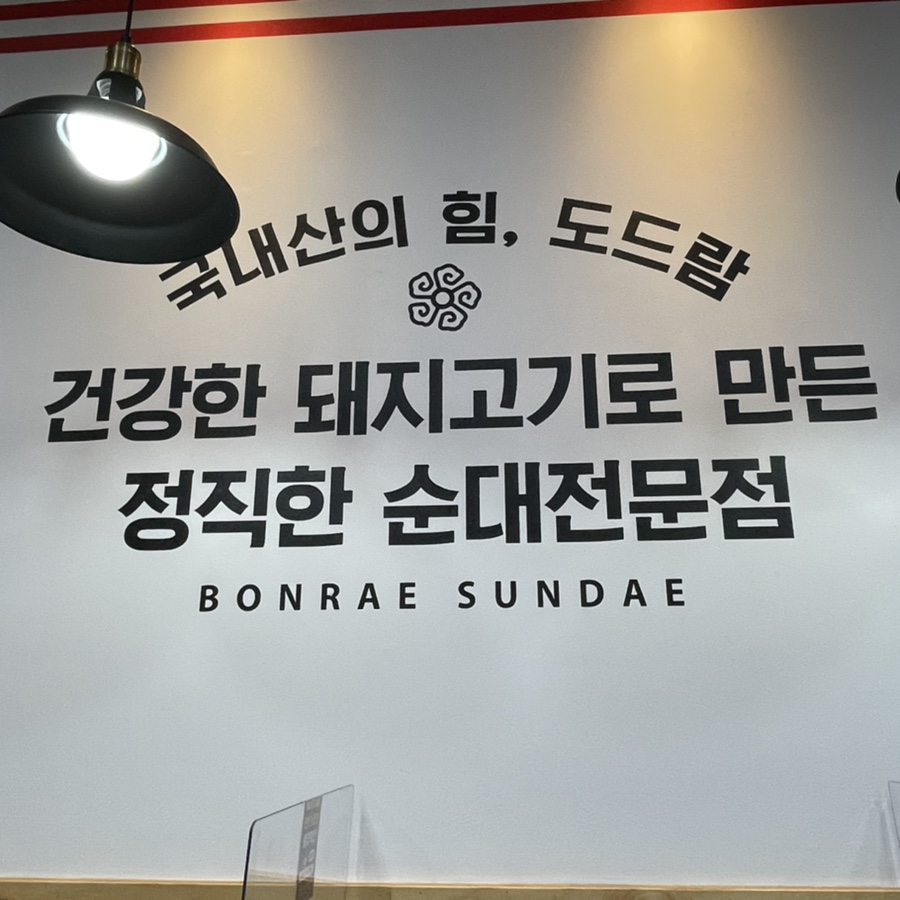 국내산의 힘, 도드람
건강한 돼지고기로 만든
정직한 순대전문점
BONRAE SUNDAE